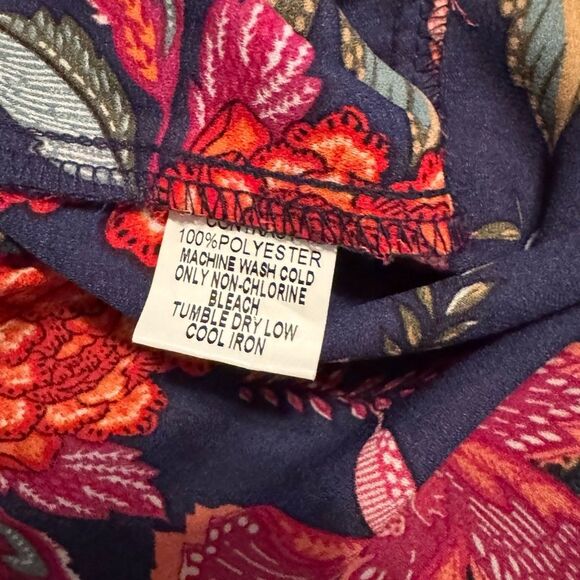 100%POLYESTER
MACHINE WASH COLD
ONLY NON-CHLORINE
BLEACH
TUMBLE DRY LOW
COOL IRON